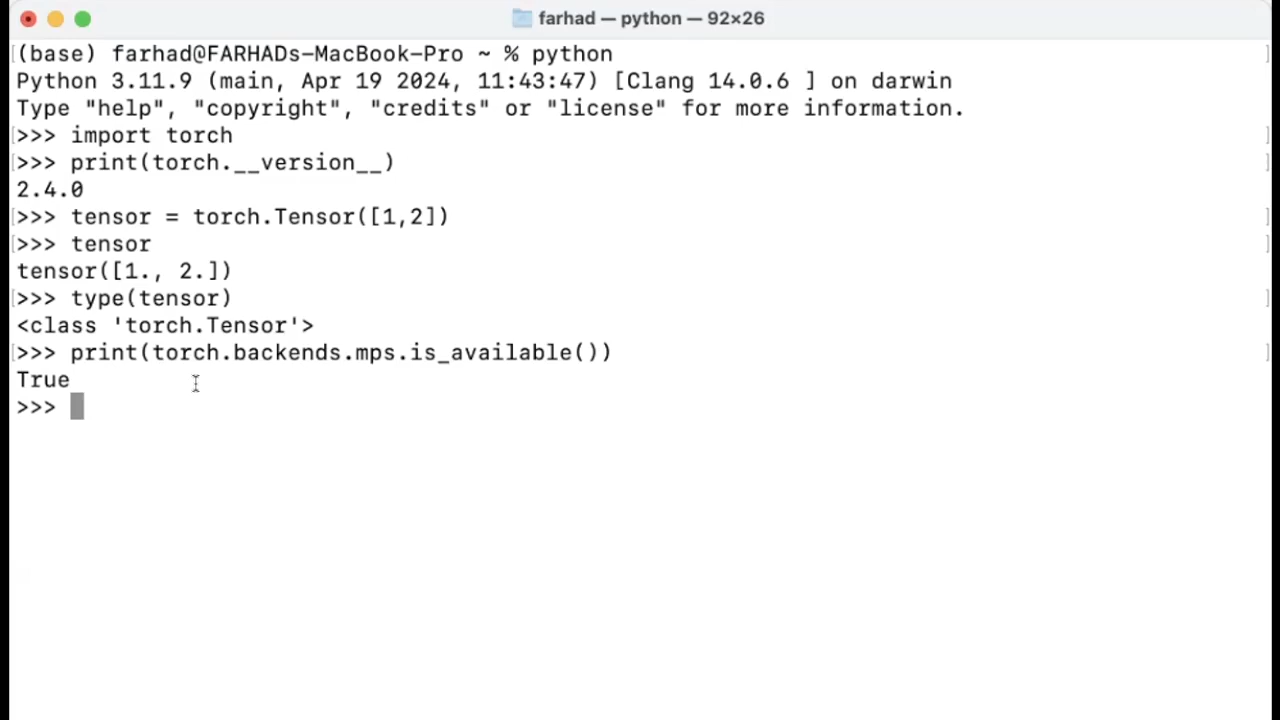 farhad — python — 92×26
(base) farhad@FARHADs-MacBook-Pro ~ % python
Python 3.11.9 (main, Apr 19 2024, 11:43:47) [Clang 14.0.6 ] on darwin
Type "help", "copyright", "credits" or "license" for more information.
>>> import torch
>>> print(torch.__version__)
2.4.0
>>> tensor = torch.Tensor([1,2])
>>> tensor
tensor([1., 2.])
>>> type(tensor)
<class 'torch.Tensor'>
>>> print(torch.backends.mps.is_available())
True
>>>